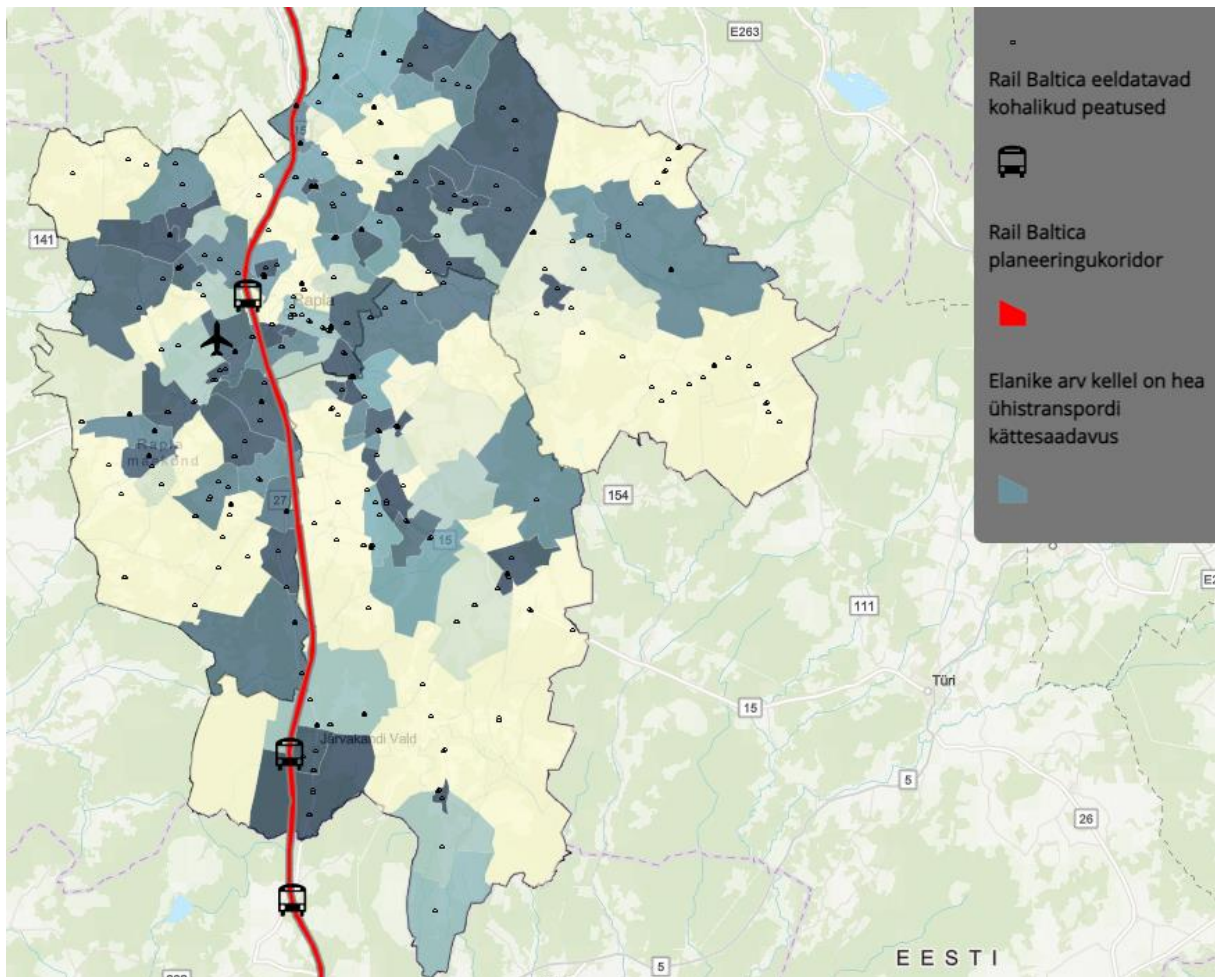 E263
Rail Baltica eeldatavad
kohalikud peatused
15
Rail Baltica
planeeringukoridor
141
Rapla
Elanike arv kellel on hea
ühistranspordi
kättesaadavus
Rapla
maakond
27
154
15
111
Türi
15
Järvakandi Vald
5
26
EESTI
5